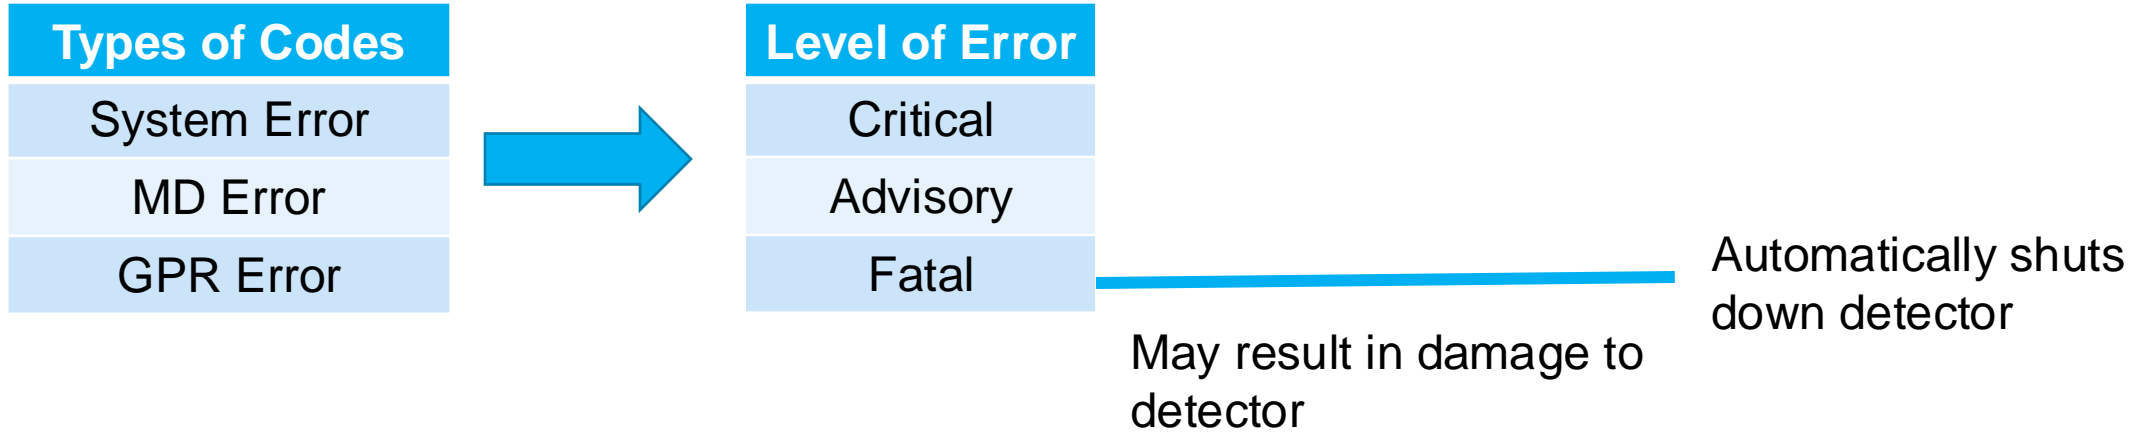 Types of Codes
System Error
MD Error
GPR Error
Level of Error
Critical
Advisory
Fatal
May result in damage to
detector
Automatically shuts
down detector